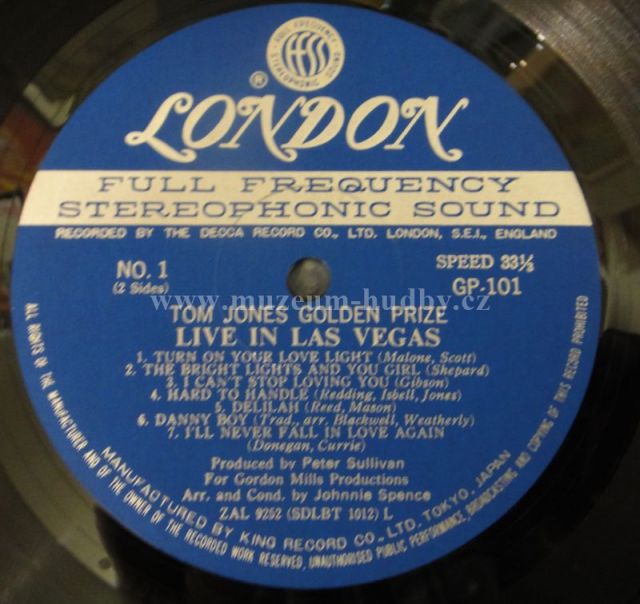 FULL FREQUENCY
ffss
STEREOPHONIC SOUND
® LONDON
FULL FREQUENCY
STEREOPHONIC SOUND
RECORDED BY THE DECCA RECORD CO., LTD. LONDON, S.E.I., ENGLAND
NO. 1
(2 Sides)
SPEED 33⅓
GP-101
www.muzeum-hudby.cz
TOM JONES GOLDEN PRIZE
LIVE IN LAS VEGAS
1. TURN ON YOUR LOVE LIGHT (Malone, Scott)
2. THE BRIGHT LIGHTS AND YOU GIRL (Shepard)
3. I CAN'T STOP LOVING YOU (Gibson)
4. HARD TO HANDLE (Redding, Isbell, Jones)
5. DELILAH (Reed, Mason)
6. DANNY BOY (Trad., arr. Blackwell, Weatherly)
7. I'LL NEVER FALL IN LOVE AGAIN
(Donegan, Currie)
Produced by Peter Sullivan
For Gordon Mills Productions
Arr. and Cond. by Johnnie Spence
ZAL 9252 (SDLBT 1012) L
MANUFACTURED BY KING RECORD CO., LTD. TOKYO, JAPAN
ALL RIGHTS OF THE MANUFACTURER AND OF THE OWNER OF THE RECORDED WORK RESERVED, UNAUTHORISED PUBLIC PERFORMANCE, BROADCASTING AND COPYING OF THIS RECORD PROHIBITED